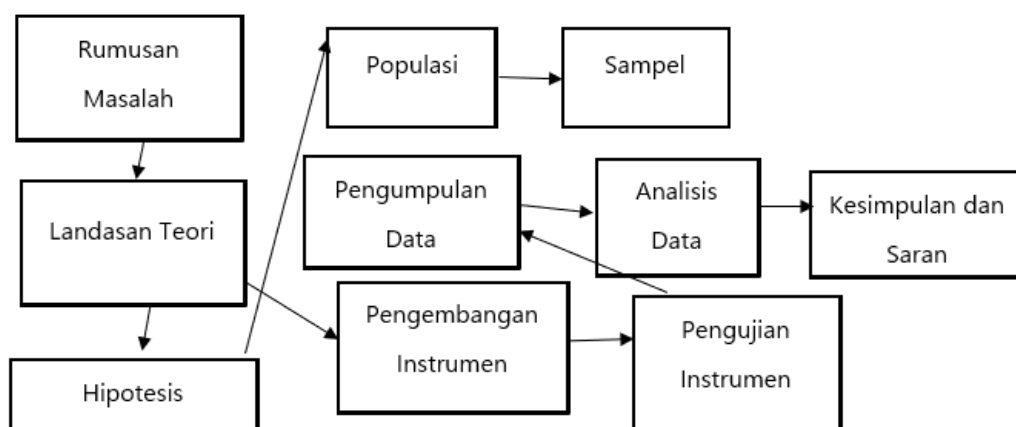 Rumusan
Masalah
Populasi
Sampel
Landasan Teori
Pengumpulan
Data
Analisis
Data
Kesimpulan dan
Saran
Hipotesis
Pengembangan
Instrumen
Pengujian
Instrumen